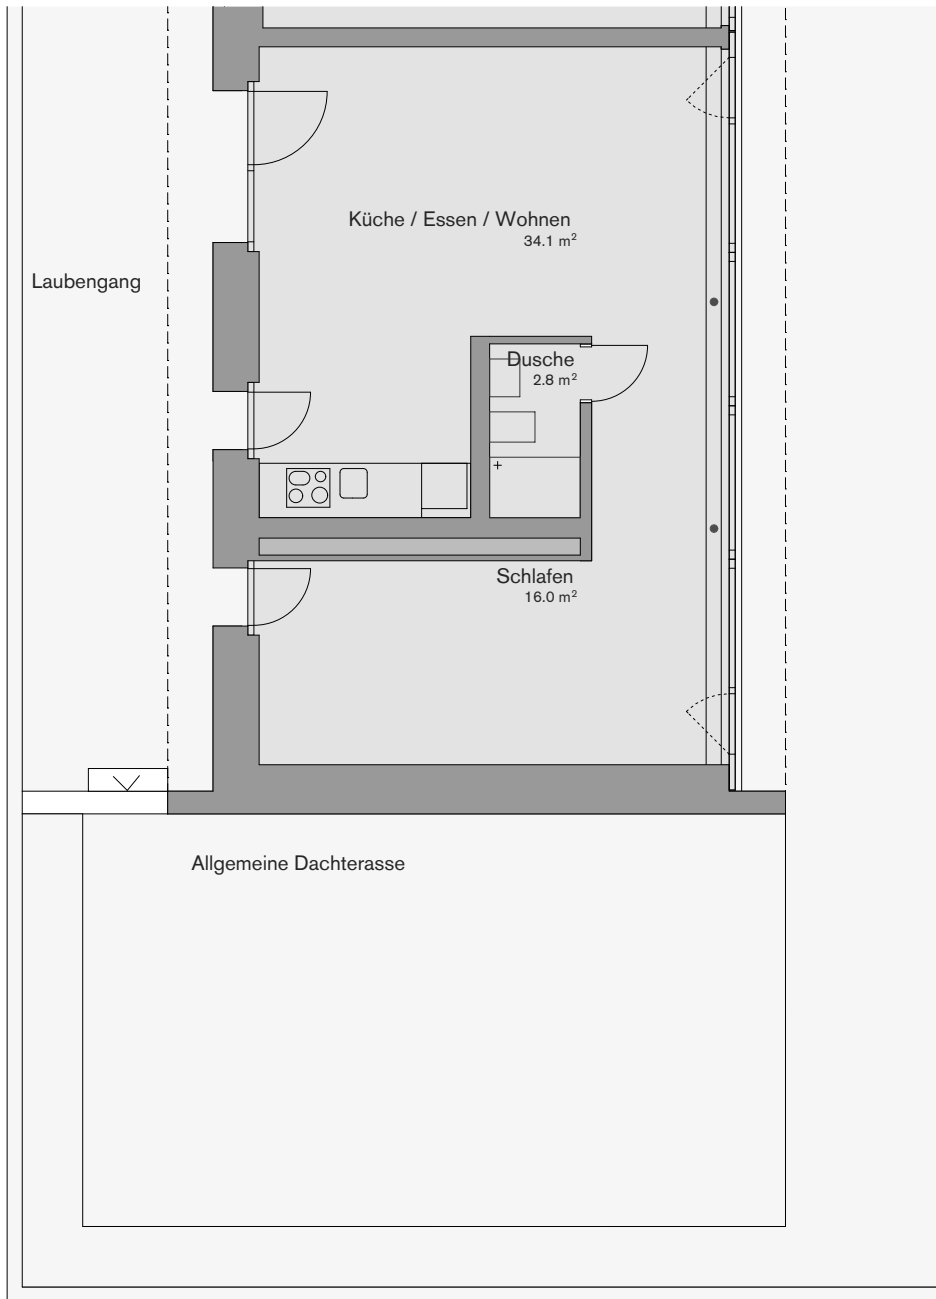 Küche / Essen / Wohnen
34.1 m²
Laubengang
Dusche
2.8 m²
Schlafen
16.0 m²
Allgemeine Dachterasse